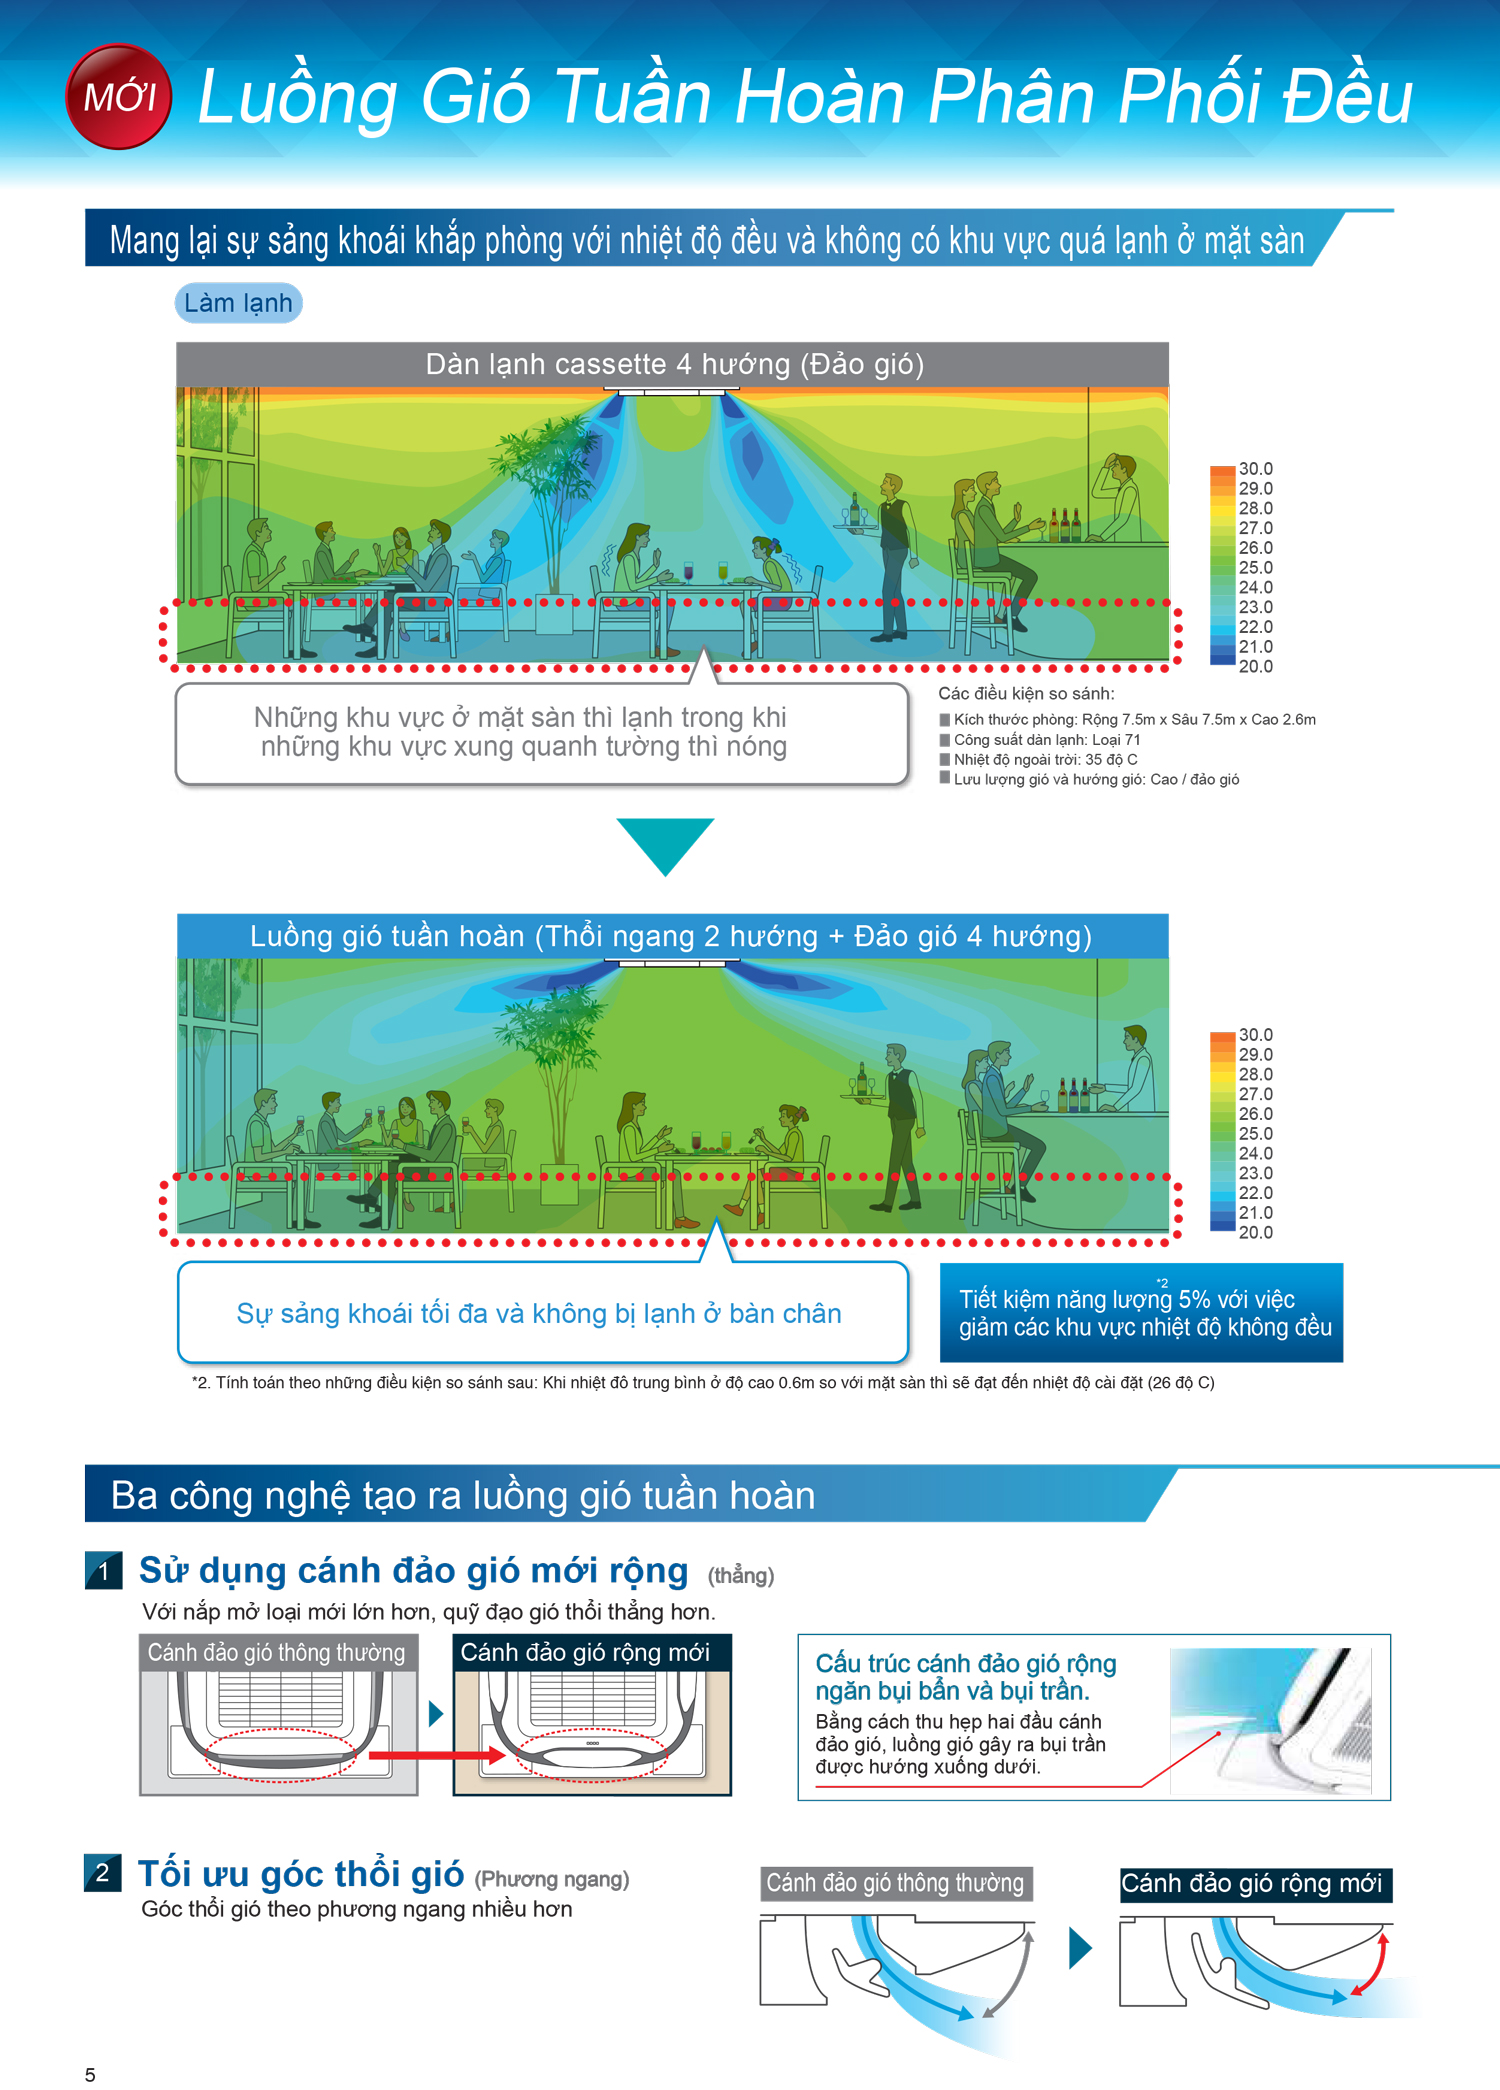 MỚI
Luồng Gió Tuần Hoàn Phân Phối Đều
Mang lại sự sảng khoái khắp phòng với nhiệt độ đều và không có khu vực quá lạnh ở mặt sàn
Làm lạnh
Dàn lạnh cassette 4 hướng (Đảo gió)
30.0
29.0
28.0
27.0
26.0
25.0
24.0
23.0
22.0
21.0
20.0
Những khu vực ở mặt sàn thì lạnh trong khi
những khu vực xung quanh tường thì nóng
Các điều kiện so sánh:
Kích thước phòng: Rộng 7.5m x Sâu 7.5m x Cao 2.6m
Công suất dàn lạnh: Loại 71
Nhiệt độ ngoài trời: 35 độ C
Lưu lượng gió và hướng gió: Cao / đảo gió
Luồng gió tuần hoàn (Thổi ngang 2 hướng + Đảo gió 4 hướng)
30.0
29.0
28.0
27.0
26.0
25.0
24.0
23.0
22.0
21.0
20.0
Sự sảng khoái tối đa và không bị lạnh ở bàn chân
*2
Tiết kiệm năng lượng 5% với việc
giảm các khu vực nhiệt độ không đều
*2. Tính toán theo những điều kiện so sánh sau: Khi nhiệt đô trung bình ở độ cao 0.6m so với mặt sàn thì sẽ đạt đến nhiệt độ cài đặt (26 độ C)
Ba công nghệ tạo ra luồng gió tuần hoàn
1 Sử dụng cánh đảo gió mới rộng (thẳng)
Với nắp mở loại mới lớn hơn, quỹ đạo gió thổi thẳng hơn.
Cánh đảo gió thông thường
Cánh đảo gió rộng mới
Cấu trúc cánh đảo gió rộng
ngăn bụi bẩn và bụi trần.
Bằng cách thu hẹp hai đầu cánh
đảo gió, luồng gió gây ra bụi trần
được hướng xuống dưới.
2 Tối ưu góc thổi gió (Phương ngang)
Góc thổi gió theo phương ngang nhiều hơn
Cánh đảo gió thông thường
Cánh đảo gió rộng mới
5